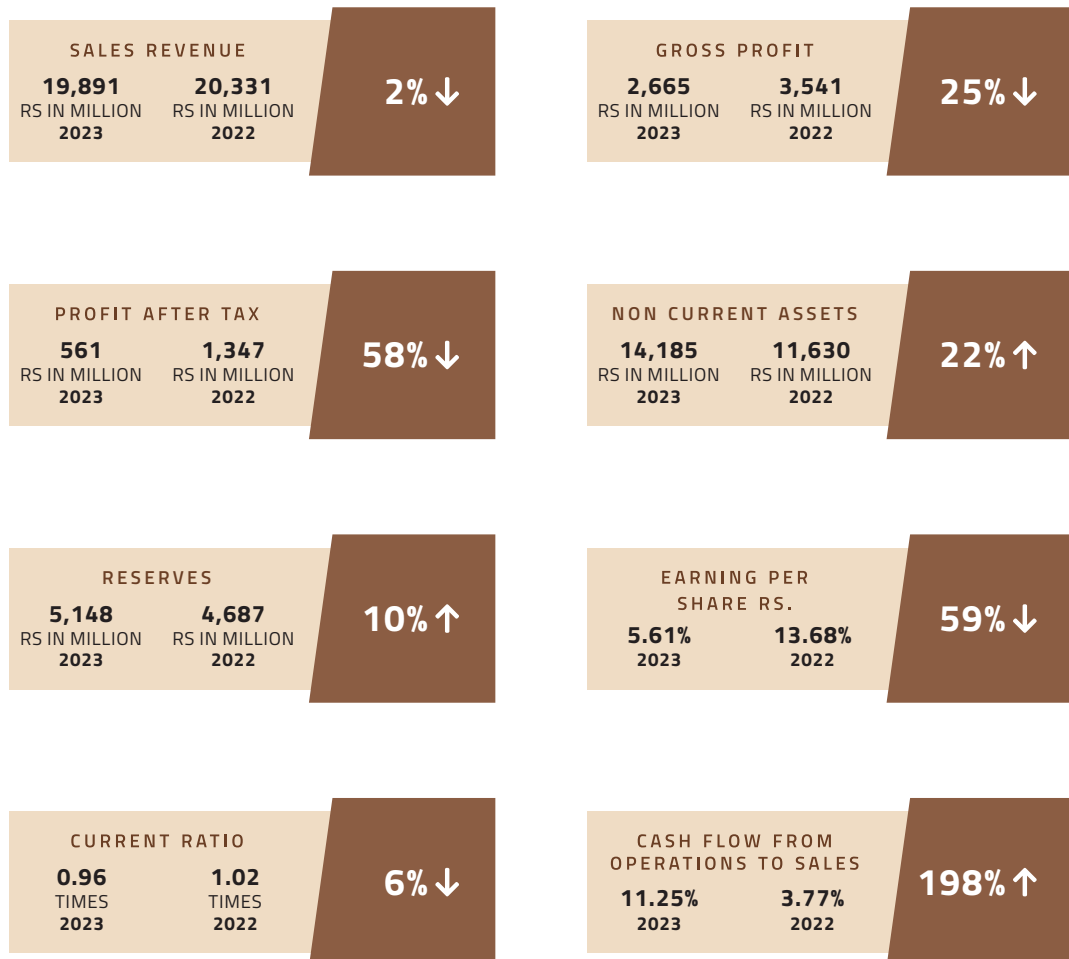 SALES REVENUE
19,891 20,331
RS IN MILLION RS IN MILLION
2023 2022
2% ↓
GROSS PROFIT
2,665 3,541
RS IN MILLION RS IN MILLION
2023 2022
25% ↓
PROFIT AFTER TAX
561 1,347
RS IN MILLION RS IN MILLION
2023 2022
58% ↓
NON CURRENT ASSETS
14,185 11,630
RS IN MILLION RS IN MILLION
2023 2022
22% ↑
RESERVES
5,148 4,687
RS IN MILLION RS IN MILLION
2023 2022
10% ↑
EARNING PER
SHARE RS.
5.61% 13.68%
2023 2022
59% ↓
CURRENT RATIO
0.96 1.02
TIMES TIMES
2023 2022
6% ↓
CASH FLOW FROM
OPERATIONS TO SALES
11.25% 3.77%
2023 2022
198% ↑